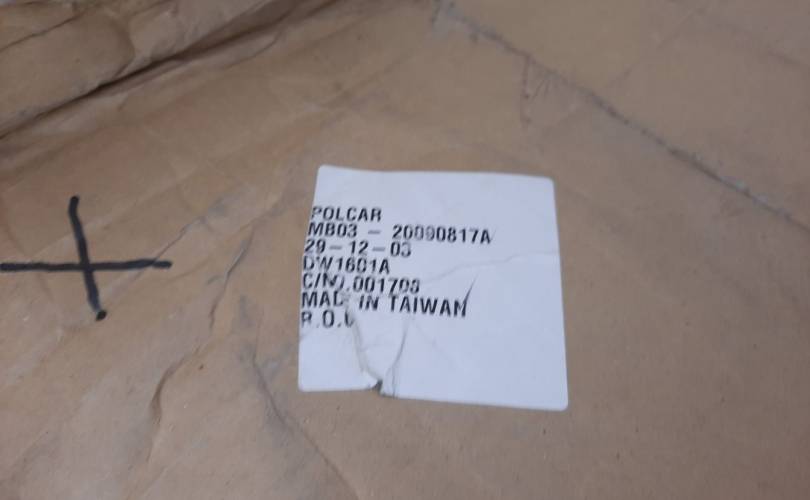 POLCAR
MB03 - 20090817A
29-12-03
DW1601A
C/NO.001703
MADE IN TAIWAN
R.O.C